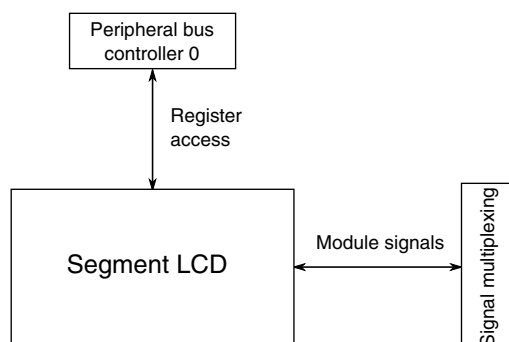 Peripheral bus
controller 0
Register
access
Segment LCD
Module signals
Signal multiplexing